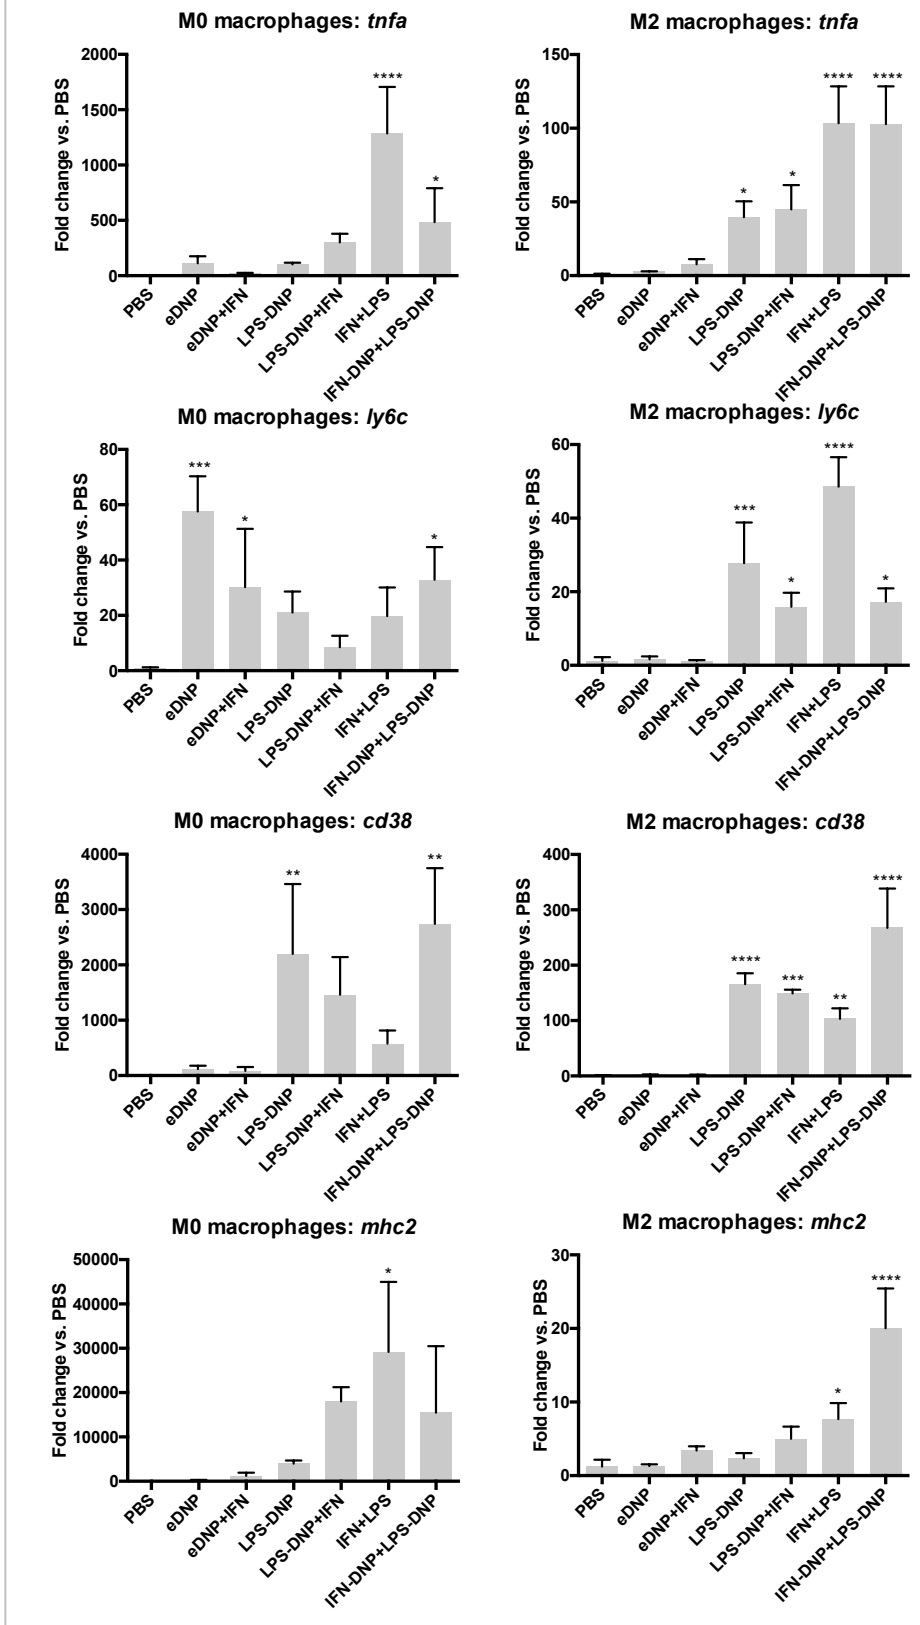 M0 macrophages: tnfa
Fold change vs. PBS
2000
1500
1000
500
0
****
*
PBS
eDNP
eDNP+IFN
LPS-DNP
LPS-DNP+IFN
IFN+LPS
IFN-DNP+LPS-DNP
M2 macrophages: tnfa
Fold change vs. PBS
150
100
50
0
*
*
****
****
PBS
eDNP
eDNP+IFN
LPS-DNP
LPS-DNP+IFN
IFN+LPS
IFN-DNP+LPS-DNP
M0 macrophages: ly6c
Fold change vs. PBS
80
60
40
20
0
***
*
*
PBS
eDNP
eDNP+IFN
LPS-DNP
LPS-DNP+IFN
IFN+LPS
IFN-DNP+LPS-DNP
M2 macrophages: ly6c
Fold change vs. PBS
60
40
20
0
***
*
****
*
PBS
eDNP
eDNP+IFN
LPS-DNP
LPS-DNP+IFN
IFN+LPS
IFN-DNP+LPS-DNP
M0 macrophages: cd38
Fold change vs. PBS
4000
3000
2000
1000
0
**
**
PBS
eDNP
eDNP+IFN
LPS-DNP
LPS-DNP+IFN
IFN+LPS
IFN-DNP+LPS-DNP
M2 macrophages: cd38
Fold change vs. PBS
400
300
200
100
0
****
***
**
****
PBS
eDNP
eDNP+IFN
LPS-DNP
LPS-DNP+IFN
IFN+LPS
IFN-DNP+LPS-DNP
M0 macrophages: mhc2
Fold change vs. PBS
50000
40000
30000
20000
10000
0
*
PBS
eDNP
eDNP+IFN
LPS-DNP
LPS-DNP+IFN
IFN+LPS
IFN-DNP+LPS-DNP
M2 macrophages: mhc2
Fold change vs. PBS
30
20
10
0
*
****
PBS
eDNP
eDNP+IFN
LPS-DNP
LPS-DNP+IFN
IFN+LPS
IFN-DNP+LPS-DNP